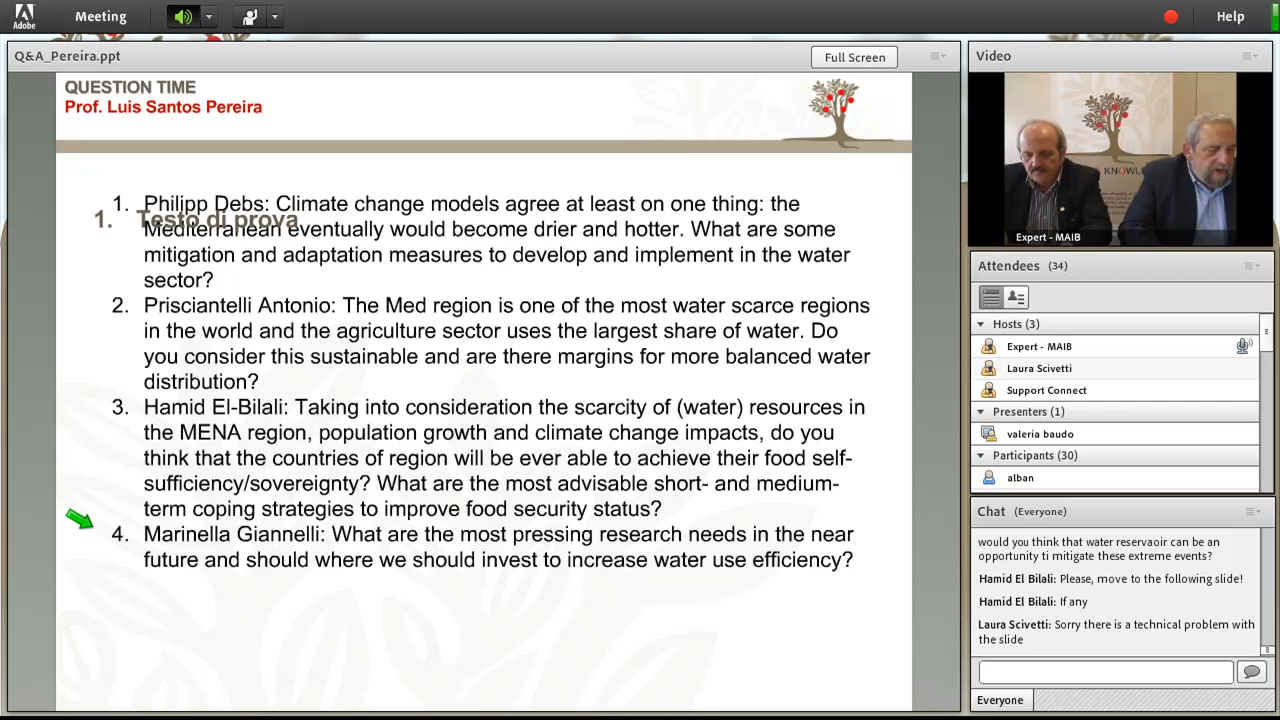 Adobe
Meeting
Help
Q&A_Pereira.ppt
Full Screen
QUESTION TIME
Prof. Luis Santos Pereira
1. Testo di prova
1. Philipp Debs: Climate change models agree at least on one thing: the
Mediterranean eventually would become drier and hotter. What are some
mitigation and adaptation measures to develop and implement in the water
sector?
2. Prisciantelli Antonio: The Med region is one of the most water scarce regions
in the world and the agriculture sector uses the largest share of water. Do
you consider this sustainable and are there margins for more balanced water
distribution?
3. Hamid El-Bilali: Taking into consideration the scarcity of (water) resources in
the MENA region, population growth and climate change impacts, do you
think that the countries of region will be ever able to achieve their food self-
sufficiency/sovereignty? What are the most advisable short- and medium-
term coping strategies to improve food security status?
4. Marinella Giannelli: What are the most pressing research needs in the near
future and should where we should invest to increase water use efficiency?
Video
KNOWL
Expert - MAIB
Attendees (34)
Hosts (3)
Expert - MAIB
Laura Scivetti
Support Connect
Presenters (1)
valeria baudo
Participants (30)
alban
Chat (Everyone)
would you think that water reservaoir can be an
opportunity ti mitigate these extreme events?
Hamid El Bilali: Please, move to the following slide!
Hamid El Bilali: If any
Laura Scivetti: Sorry there is a technical problem with
the slide
Everyone